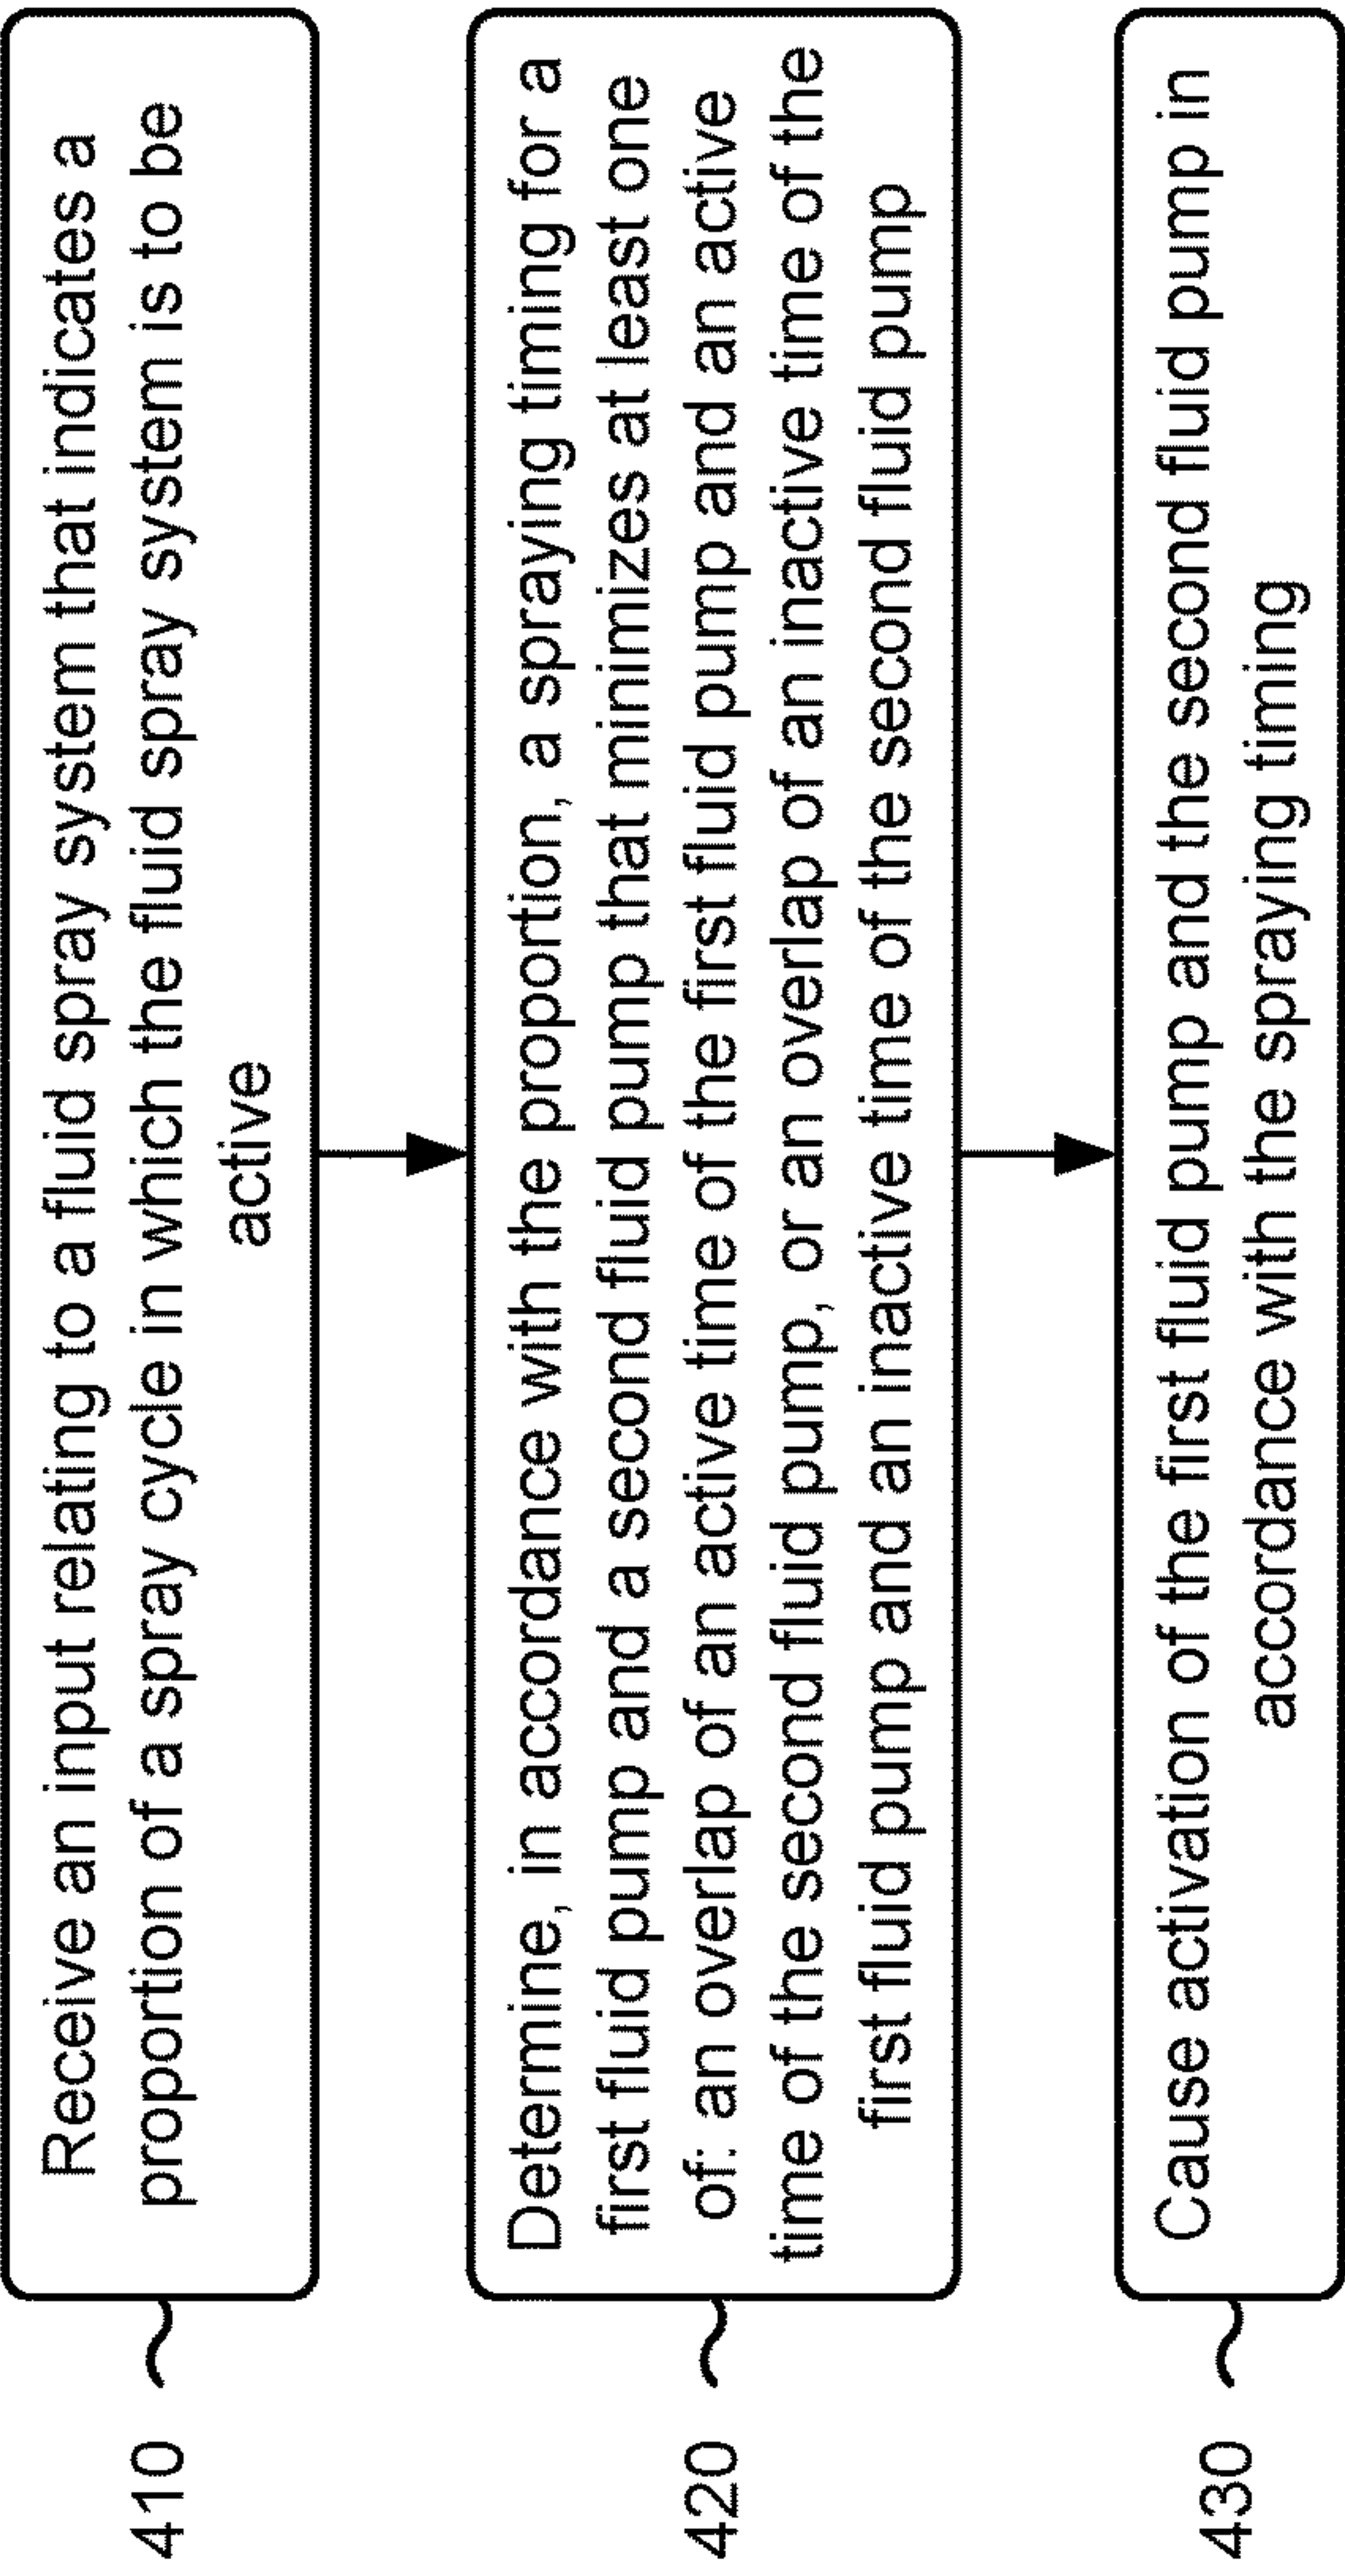 410
Receive an input relating to a fluid spray system that indicates a
proportion of a spray cycle in which the fluid spray system is to be
active
420
Determine, in accordance with the proportion, a spraying timing for a
first fluid pump and a second fluid pump that minimizes at least one
of: an overlap of an active time of the first fluid pump and an active
time of the second fluid pump, or an overlap of an inactive time of the
first fluid pump and an inactive time of the second fluid pump
430
Cause activation of the first fluid pump and the second fluid pump in
accordance with the spraying timing